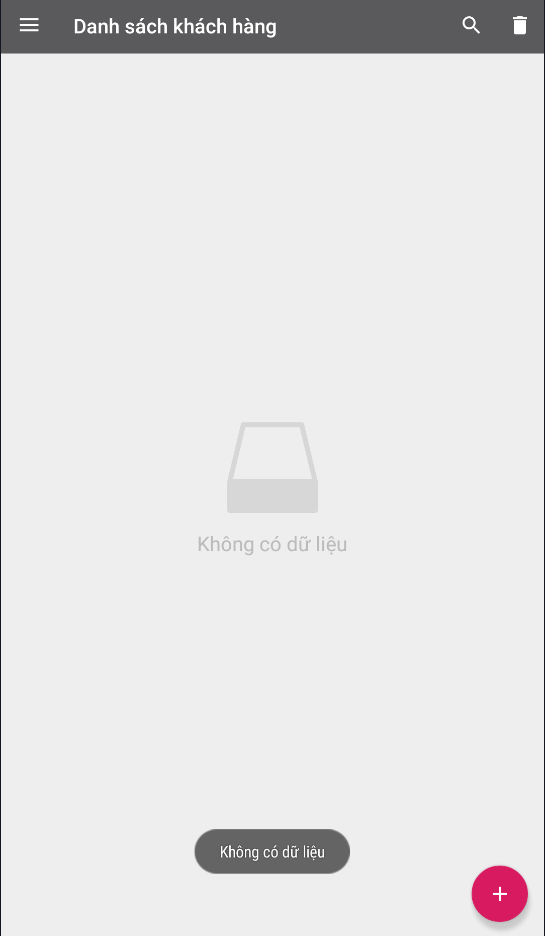 Danh sách khách hàng
Không có dữ liệu
Không có dữ liệu